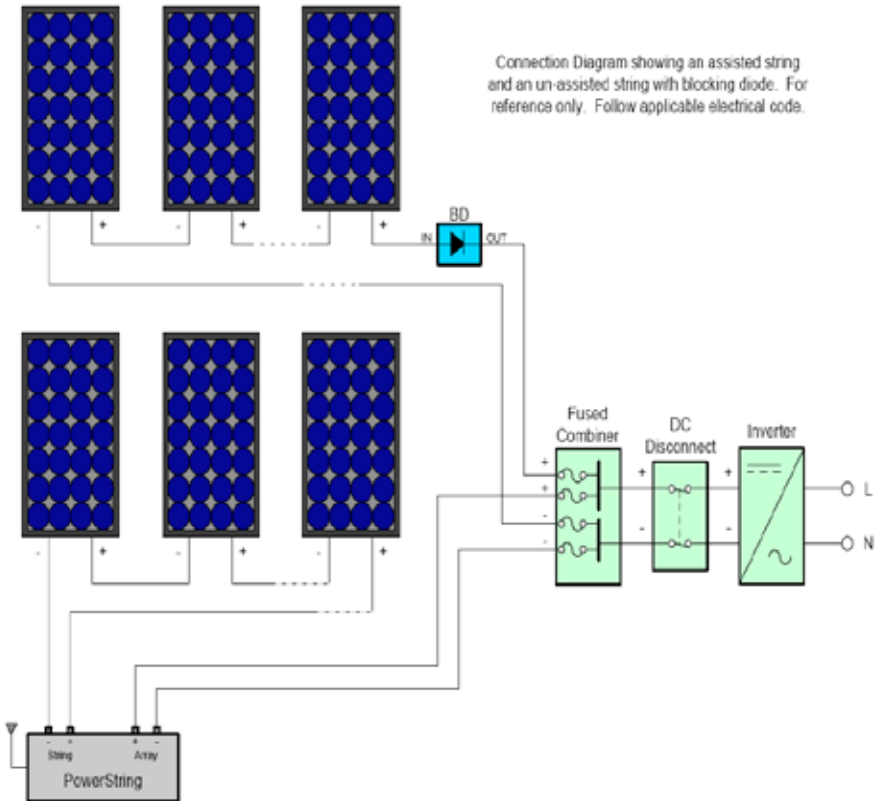 Connection Diagram showing an assisted string
and an un-assisted string with blocking diode. For
reference only. Follow applicable electrical code.
- + - + - +
BD
IN OUT
- + - + - +
Fused
Combiner
DC
Disconnect
Inverter
+ + +
+
L
- - -
-
N
- + + -
String Array
PowerString